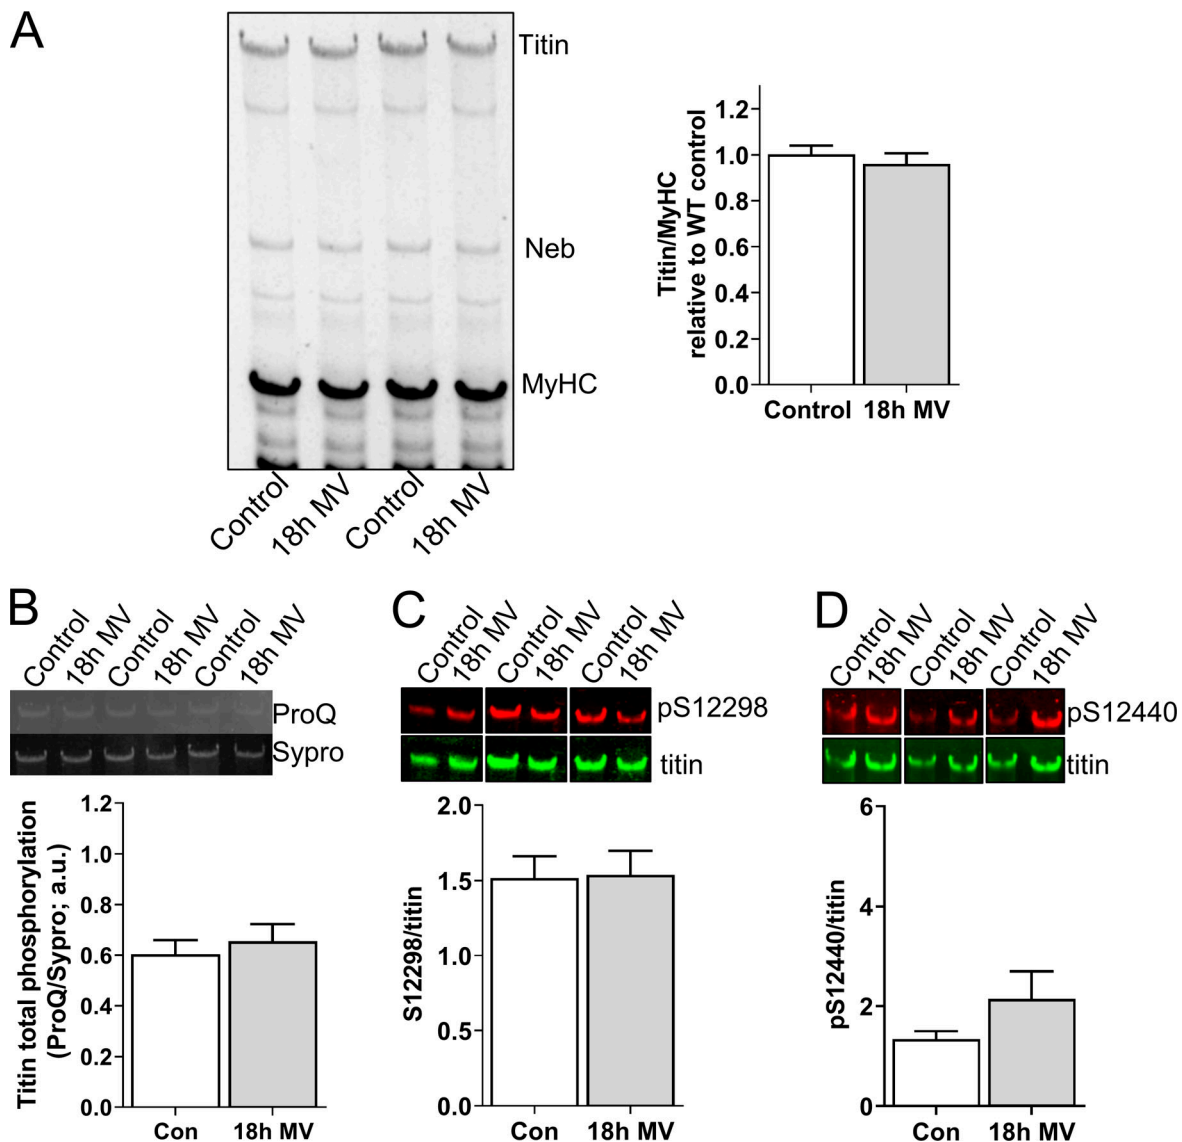 A
Titin
Neb
MyHC
Control
18h MV
Control
18h MV
Titin/MyHC
relative to WT control
1.2
1.0
0.8
0.6
0.4
0.2
0.0
Control 18h MV
B
Control
18h MV
Control
18h MV
Control
18h MV
ProQ
Sypro
Titin total phosphorylation
(ProQ/Sypro; a.u.)
1.2
1.0
0.8
0.6
0.4
0.2
0.0
Con 18h MV
C
Control
18h MV
Control
18h MV
Control
18h MV
pS12298
titin
S12298/titin
2.0
1.5
1.0
0.5
0.0
Con 18h MV
D
Control
18h MV
Control
18h MV
Control
18h MV
pS12440
titin
pS12440/titin
6
4
2
0
Con 18h MV